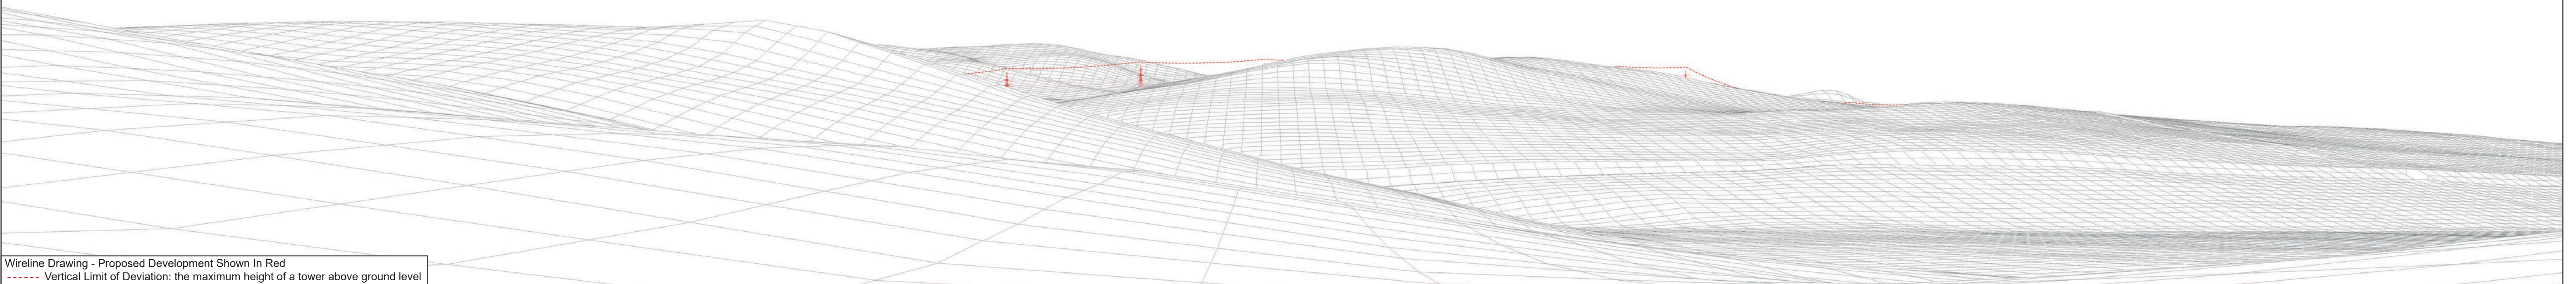 Wireline Drawing - Proposed Development Shown In Red
Vertical Limit of Deviation: the maximum height of a tower above ground level